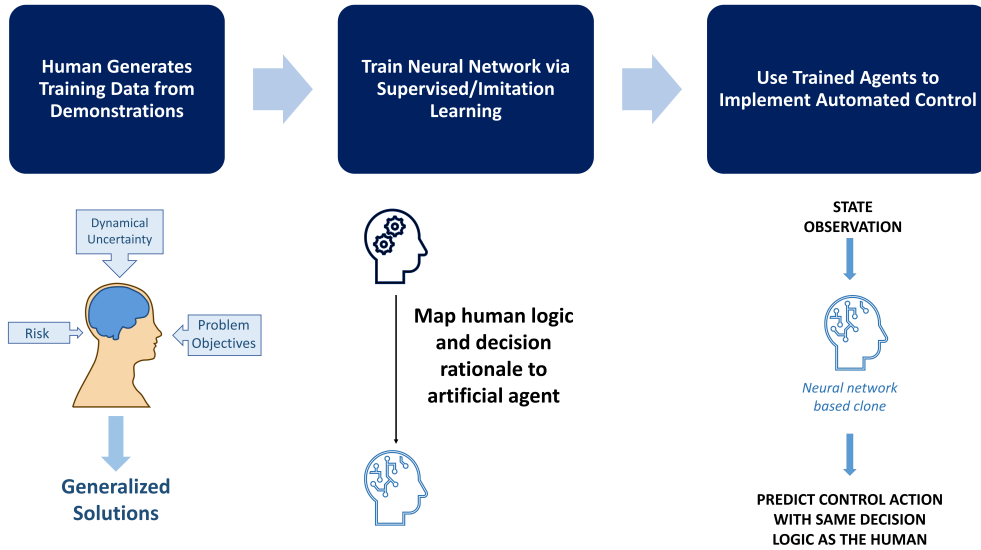 Human Generates
Training Data from
Demonstrations
Train Neural Network via
Supervised/Imitation
Learning
Use Trained Agents to
Implement Automated Control
Dynamical
Uncertainty
Risk
Problem
Objectives
Generalized
Solutions
Map human logic
and decision
rationale to
artificial agent
STATE
OBSERVATION
Neural network
based clone
PREDICT CONTROL ACTION
WITH SAME DECISION
LOGIC AS THE HUMAN